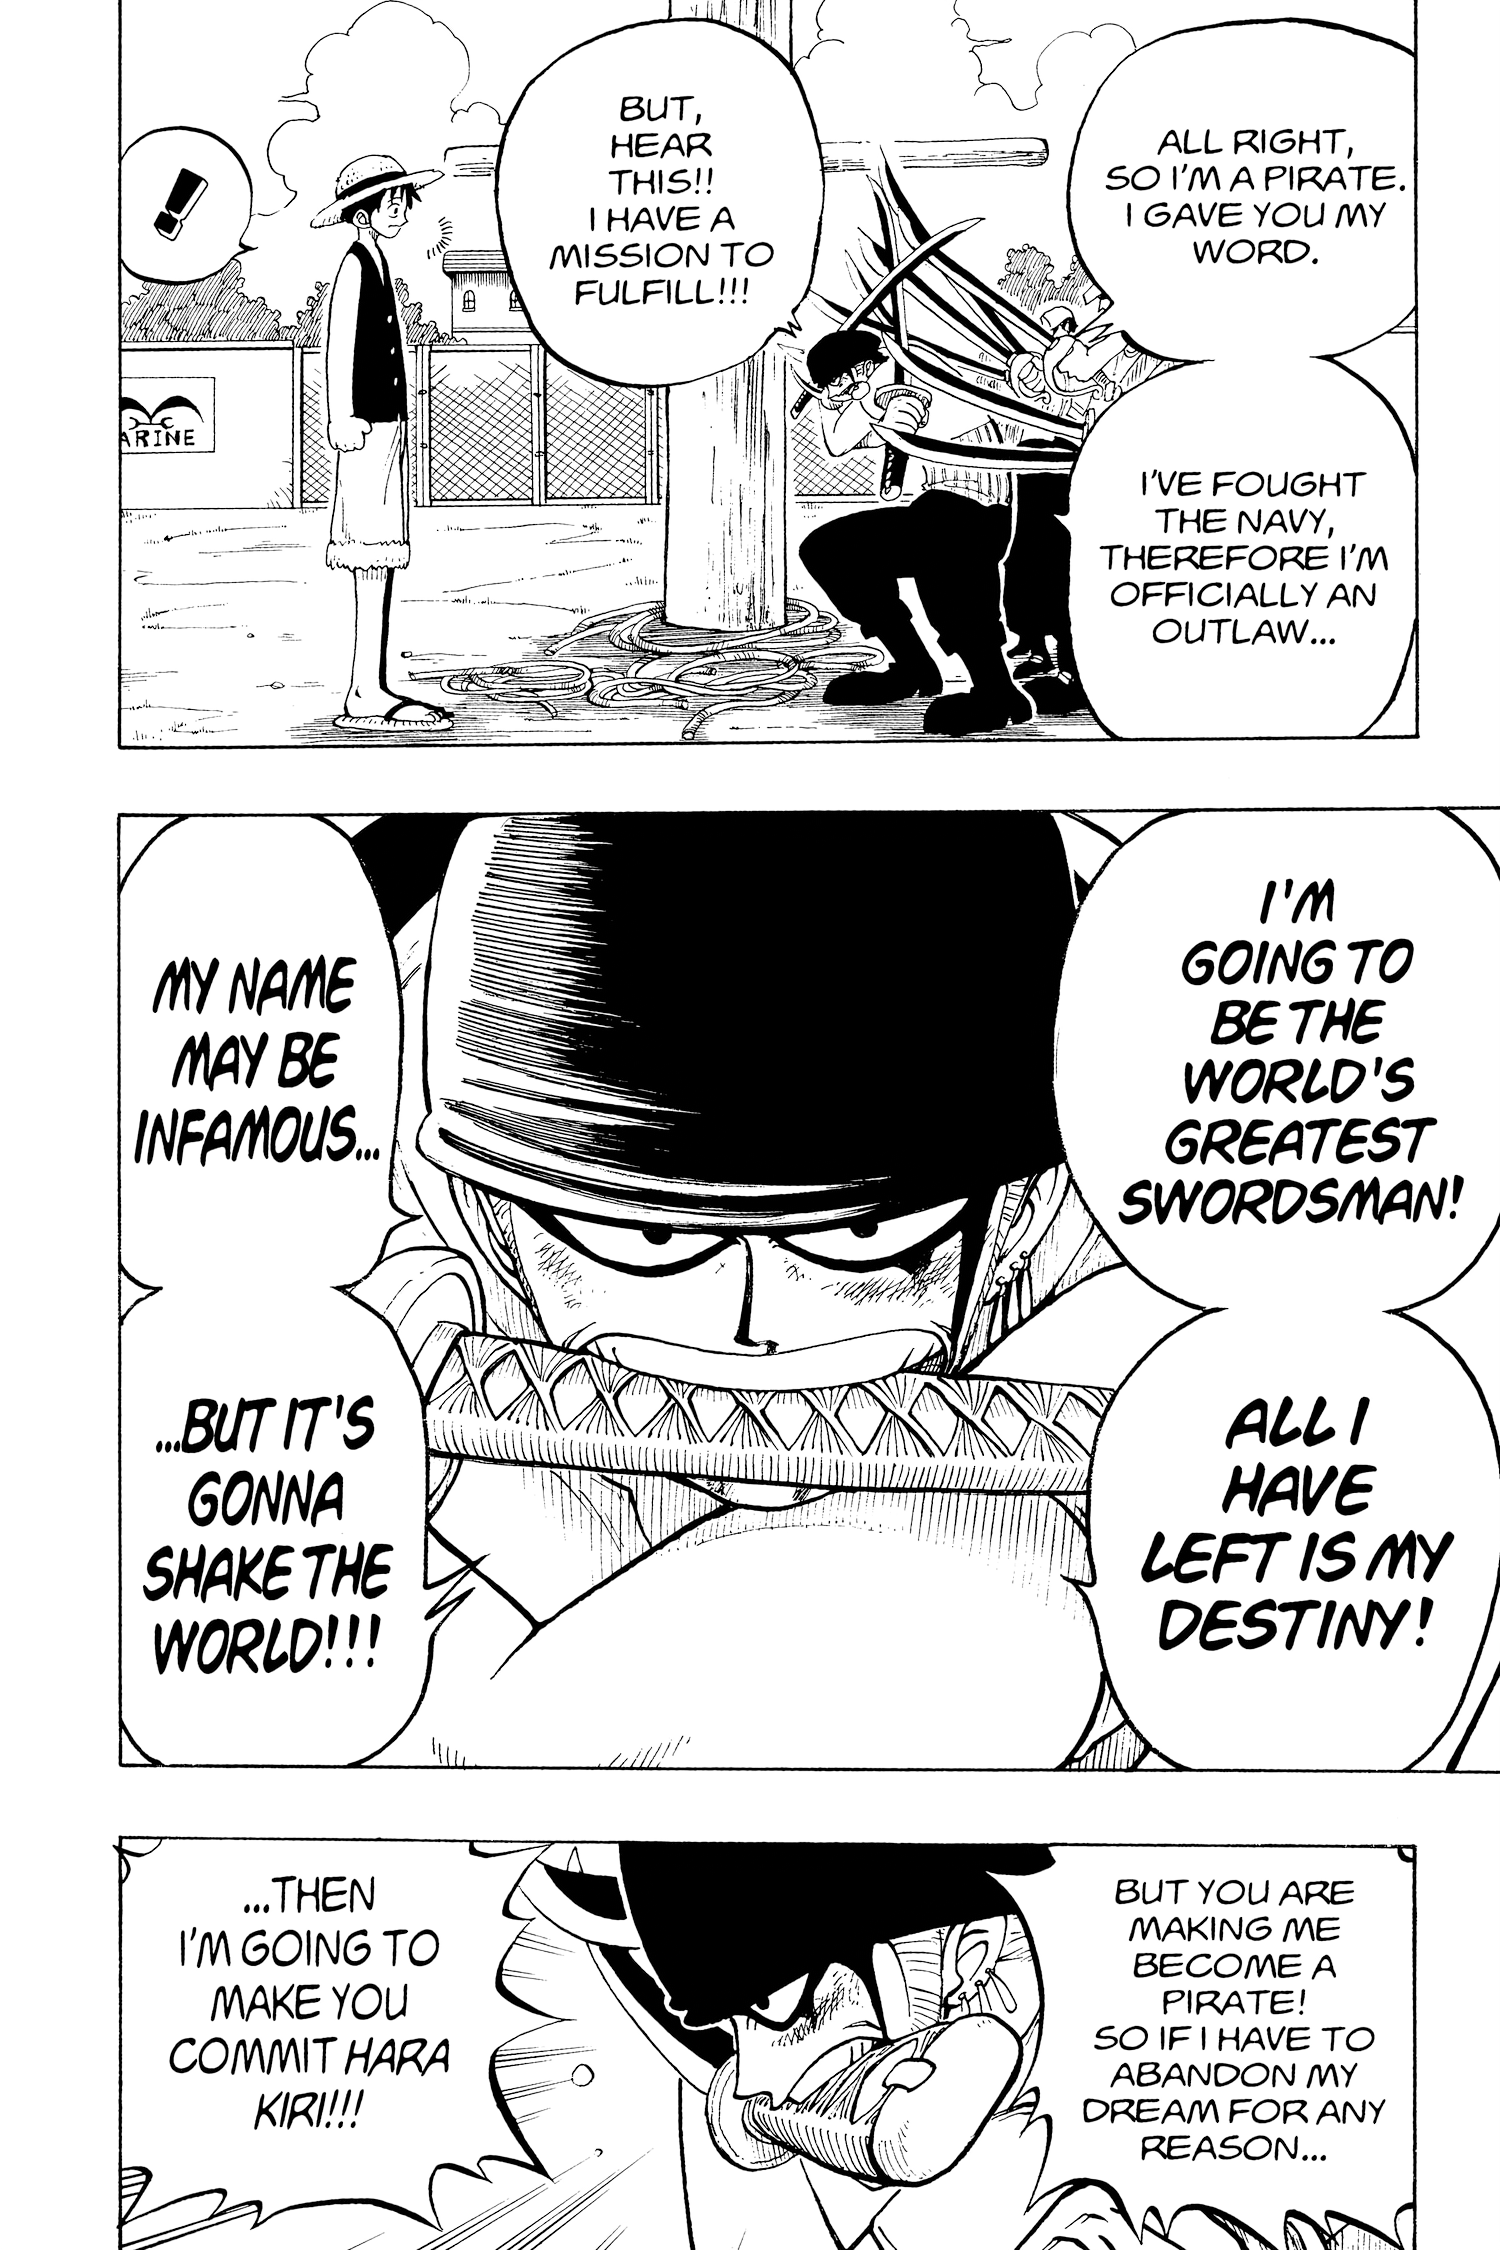 ALL RIGHT,
SO I'M A PIRATE.
I GAVE YOU MY
WORD.
I'VE FOUGHT
THE NAVY,
THEREFORE I'M
OFFICIALLY AN
OUTLAW...
BUT,
HEAR
THIS!!
I HAVE A
MISSION TO
FULFILL!!!
!
ARINE
I'M
GOING TO
BE THE
WORLD'S
GREATEST
SWORDSMAN!
ALL I
HAVE
LEFT IS MY
DESTINY!
MY NAME
MAY BE
INFAMOUS...
...BUT IT'S
GONNA
SHAKE THE
WORLD!!!
BUT YOU ARE
MAKING ME
BECOME A
PIRATE!
SO IF I HAVE TO
ABANDON MY
DREAM FOR ANY
REASON...
...THEN
I'M GOING TO
MAKE YOU
COMMIT HARA
KIRI!!!